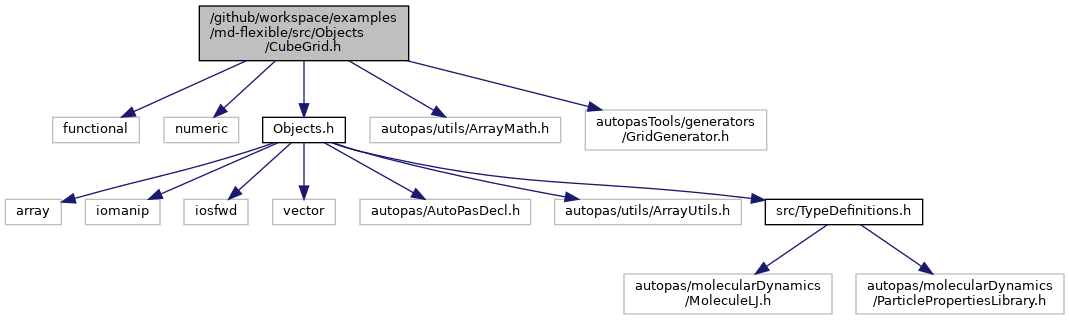 /github/workspace/examples
/md-flexible/src/Objects
/CubeGrid.h
functional
numeric
Objects.h
autopas/utils/ArrayMath.h
autopasTools/generators
/GridGenerator.h
array
iomanip
iosfwd
vector
autopas/AutoPasDecl.h
autopas/utils/ArrayUtils.h
src/TypeDefinitions.h
autopas/molecularDynamics
/MoleculeLJ.h
autopas/molecularDynamics
/ParticlePropertiesLibrary.h